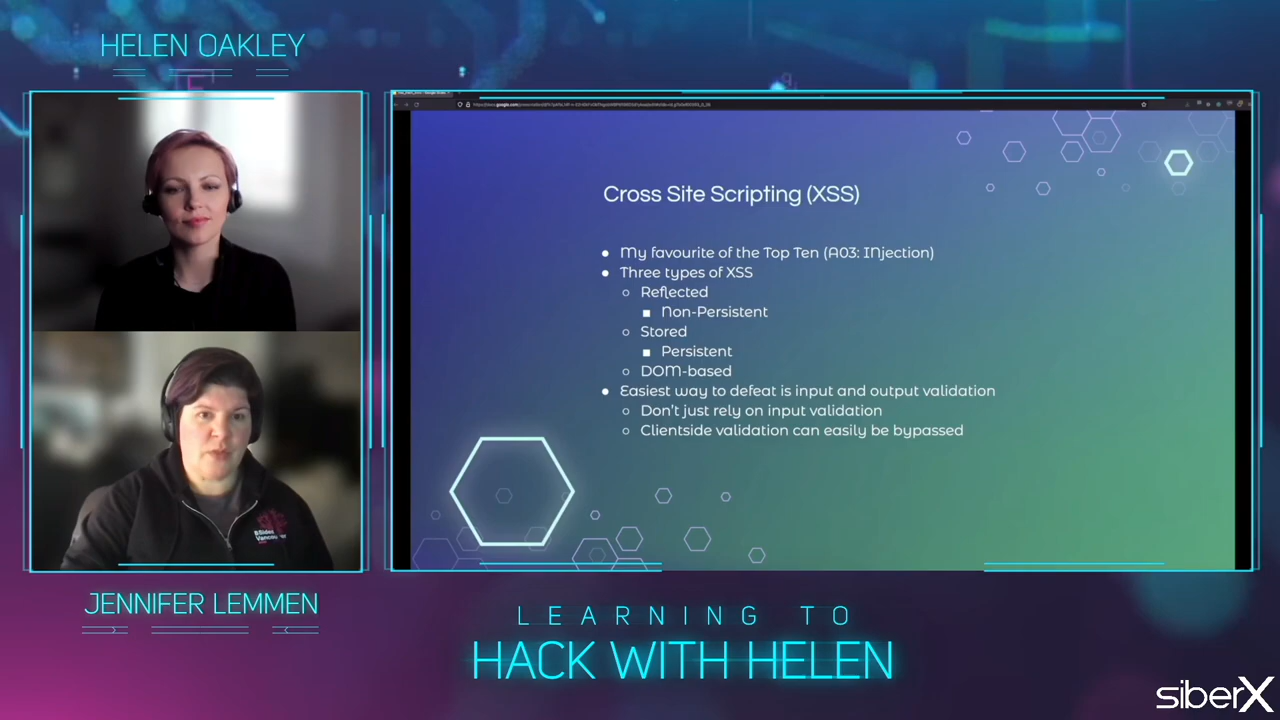 HELEN OAKLEY
Cross Site Scripting (XSS)
● My favourite of the Top Ten (A03: INjection)
● Three types of XSS
○ Reflected
■ Non-Persistent
○ Stored
■ Persistent
○ DOM-based
● Easiest way to defeat is input and output validation
○ Don't just rely on input validation
○ Clientside validation can easily be bypassed
BSides
Vancouver
JENNIFER LEMMEN
LEARNING TO
HACK WITH HELEN
siberX